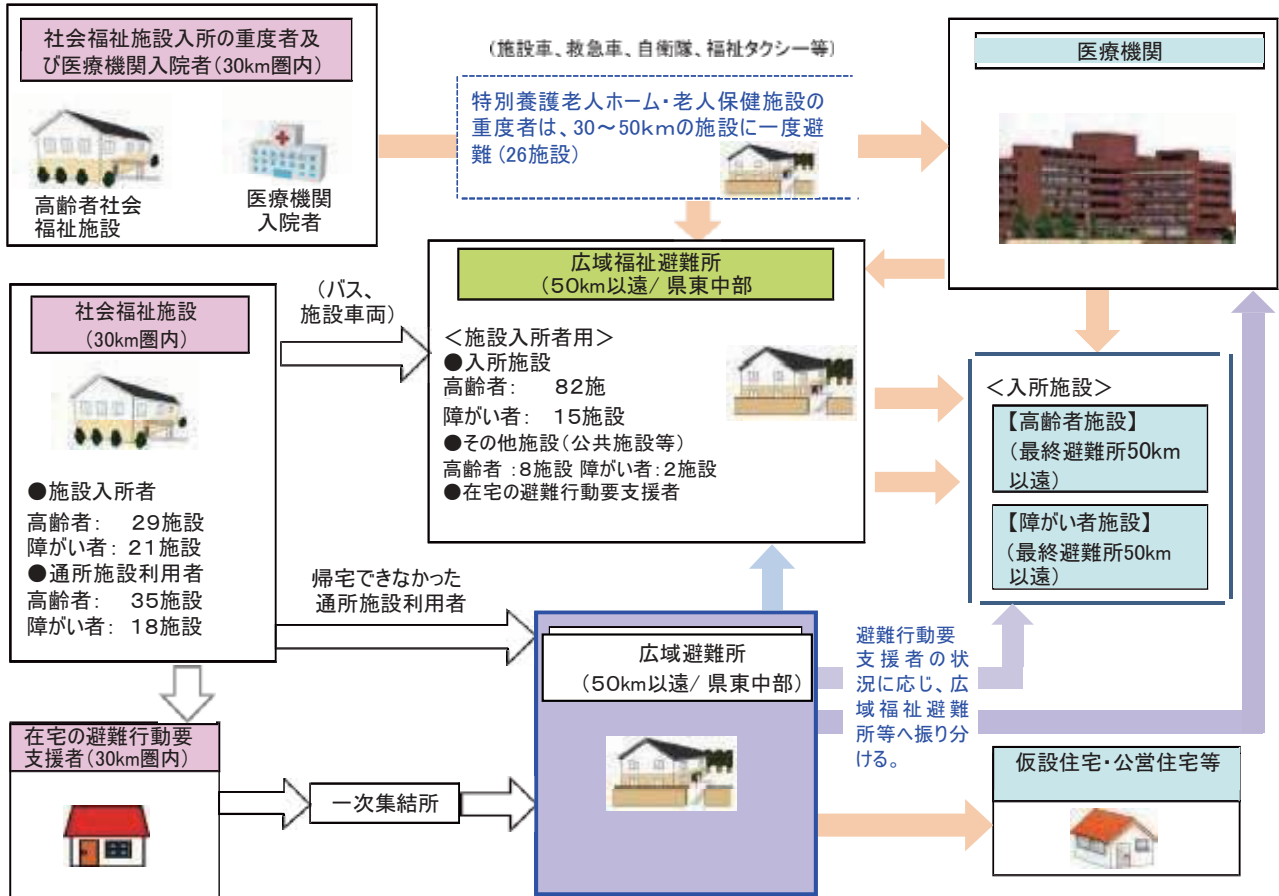 社会福祉施設入所の重度者及
び医療機関入院者(30km圏内)
高齢者社会
福祉施設
医療機関
入院者
(施設車、救急車、自衛隊、福祉タクシー等)
特別養護老人ホーム・老人保健施設の
重度者は、30~50kmの施設に一度避
難(26施設)
医療機関
社会福祉施設
(30km圏内)
●施設入所者
高齢者: 29施設
障がい者: 21施設
●通所施設利用者
高齢者: 35施設
障がい者: 18施設
(バス、
施設車両)
広域福祉避難所
(50km以遠/ 県東中部
<施設入所者用>
●入所施設
高齢者: 82施
障がい者: 15施設
●その他施設(公共施設等)
高齢者 :8施設 障がい者:2施設
●在宅の避難行動要支援者
<入所施設>
【高齢者施設】
(最終避難所50km
以遠)
【障がい者施設】
(最終避難所50km
以遠)
帰宅できなかった
通所施設利用者
広域避難所
(50km以遠/ 県東中部)
避難行動要
支援者の状
況に応じ、広
域福祉避難
所等へ振り分
ける。
在宅の避難行動要
支援者(30km圏内)
一次集結所
仮設住宅・公営住宅等